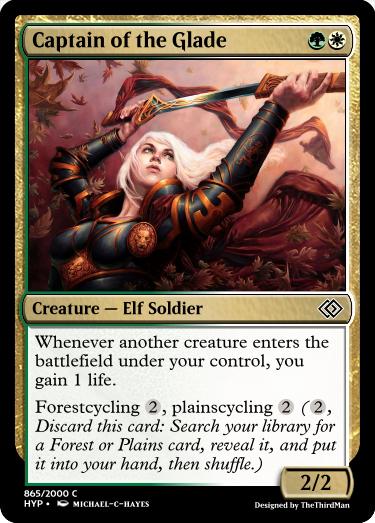 Captain of the Glade
Creature — Elf Soldier
Whenever another creature enters the
battlefield under your control, you
gain 1 life.
Forestcycling 2, plainscycling 2 (2,
Discard this card: Search your library for
a Forest or Plains card, reveal it, and put
it into your hand, then shuffle.)
2/2
865/2000 C
HYP • MICHAEL-C-HAYES
Designed by TheThirdMan